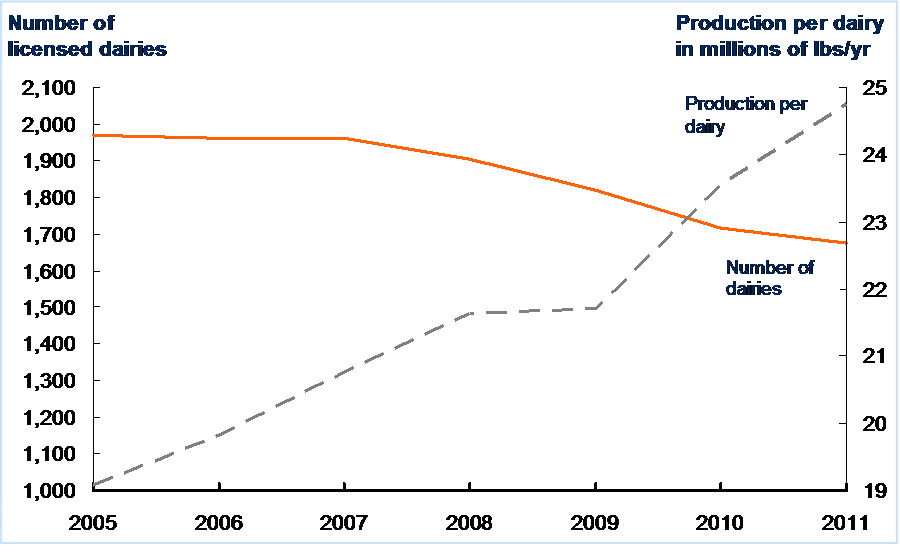 Number of
licensed dairies
Production per dairy
in millions of lbs/yr
2,100
2,000
1,900
1,800
1,700
1,600
1,500
1,400
1,300
1,200
1,100
1,000
25
24
23
22
21
20
19
Production per
dairy
Number of
dairies
2005 2006 2007 2008 2009 2010 2011